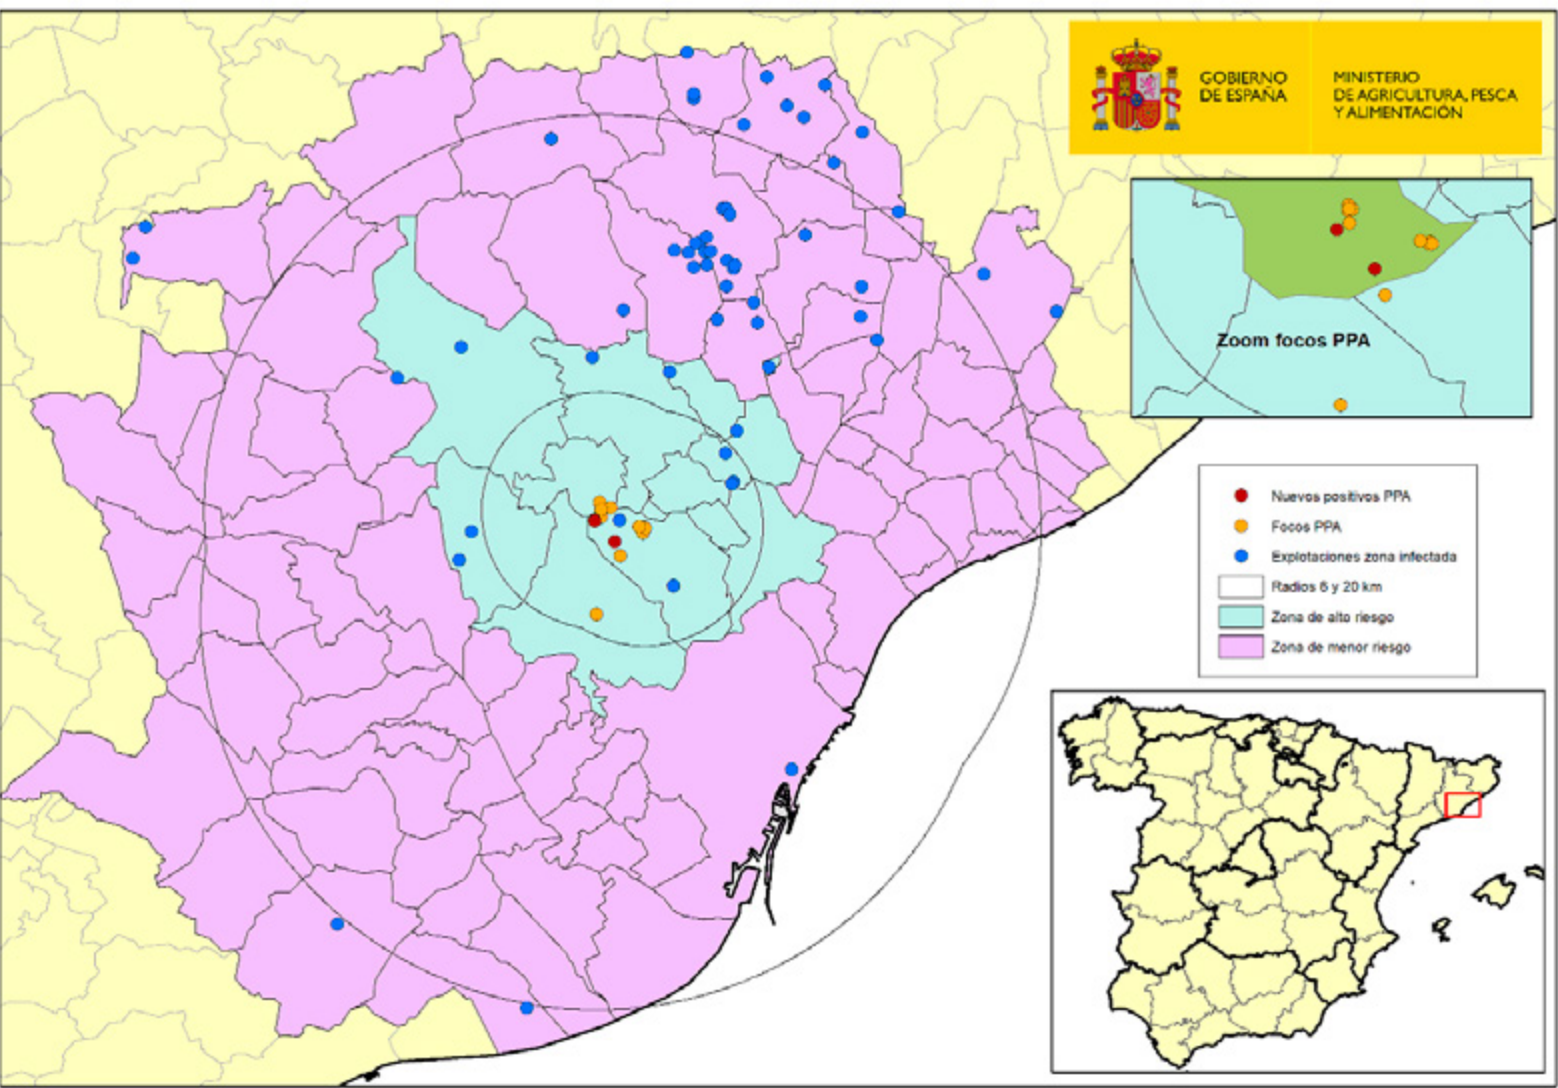 GOBIERNO
DE ESPAÑA
MINISTERIO
DE AGRICULTURA, PESCA
Y ALIMENTACIÓN
Zoom focos PPA
Nuevos positivos PPA
Focos PPA
Explotaciones zona infectada
Radios 6 y 20 km
Zona de alto riesgo
Zona de menor riesgo